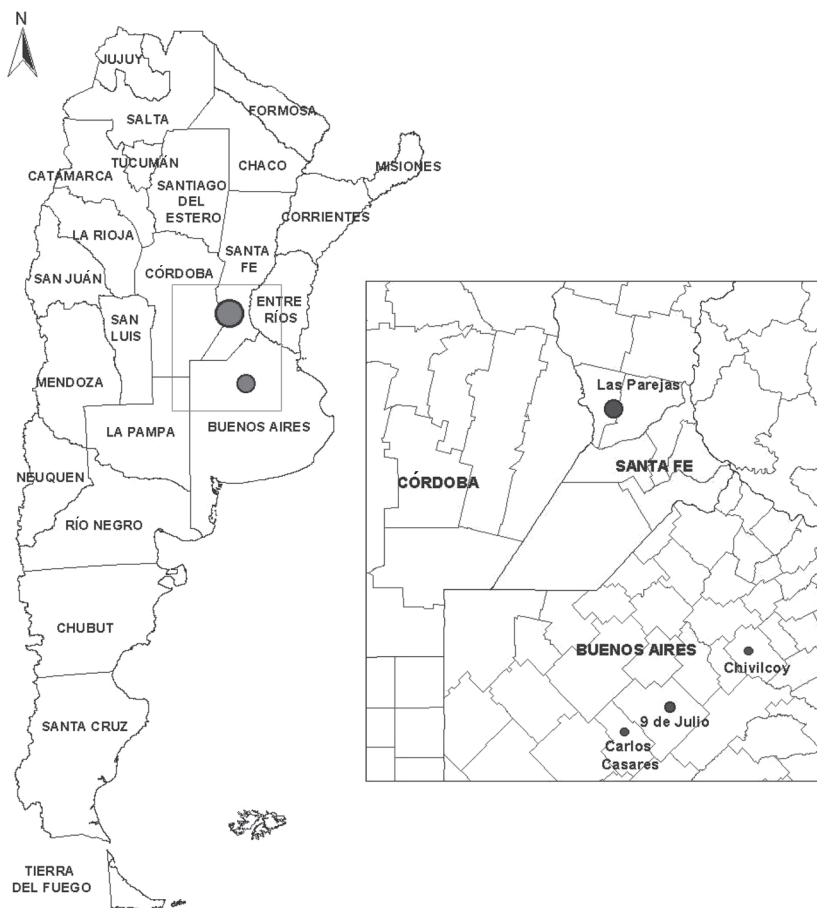 N
JUJUY
FORMOSA
SALTA
TUCUMÁN
CHACO
MISIONES
CATAMARCA
SANTIAGO
DEL
ESTERO
CORRIENTES
LA RIOJA
SANTA
FE
SAN JUÁN
CÓRDOBA
ENTRE
RÍOS
SAN
LUIS
MENDOZA
BUENOS AIRES
LA PAMPA
NEUQUEN
RÍO NEGRO
CHUBUT
SANTA CRUZ
TIERRA
DEL FUEGO
Las Parejas
SANTA FE
CÓRDOBA
BUENOS AIRES
Chivilcoy
9 de Julio
Carlos
Casares